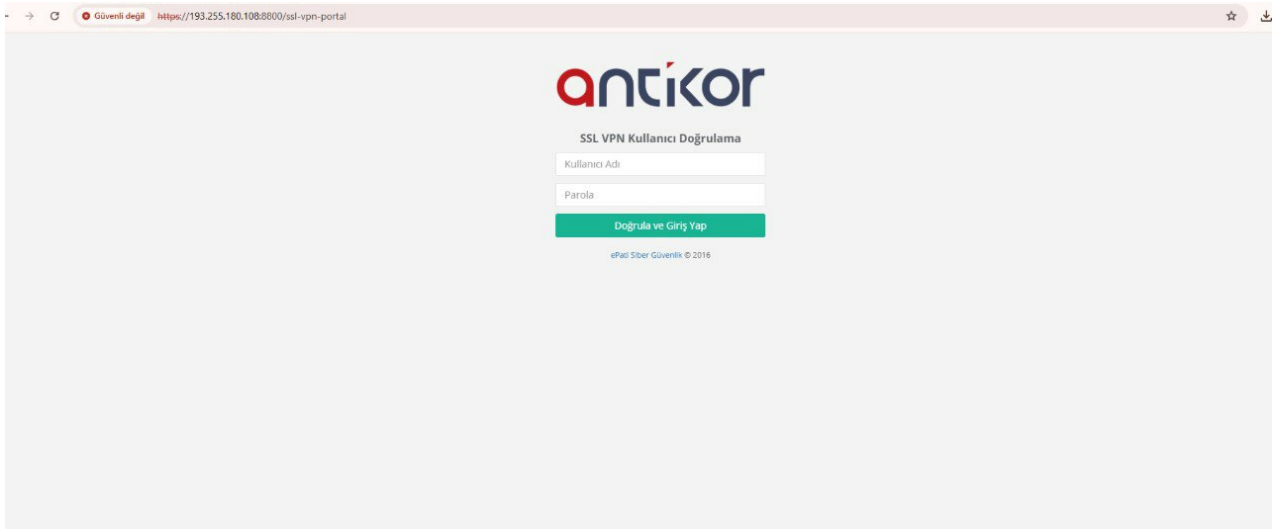 Güvenli değil https://193.255.180.108:8800/ssl-vpn-portal
antikor
SSL VPN Kullanıcı Doğrulama
Kullanıcı Adı
Parola
Doğrula ve Giriş Yap
ePati Siber Güvenlik © 2016